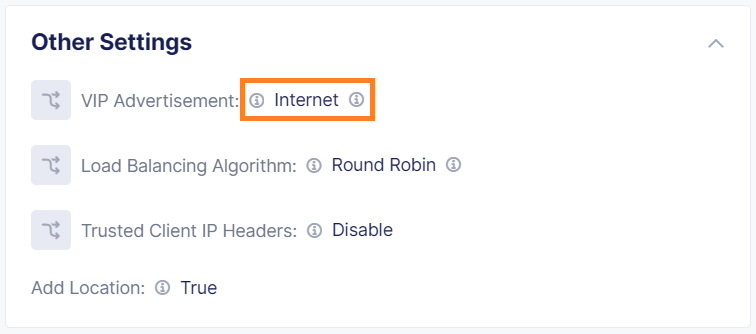 Other Settings
VIP Advertisement: Internet
Load Balancing Algorithm: Round Robin
Trusted Client IP Headers: Disable
Add Location: True